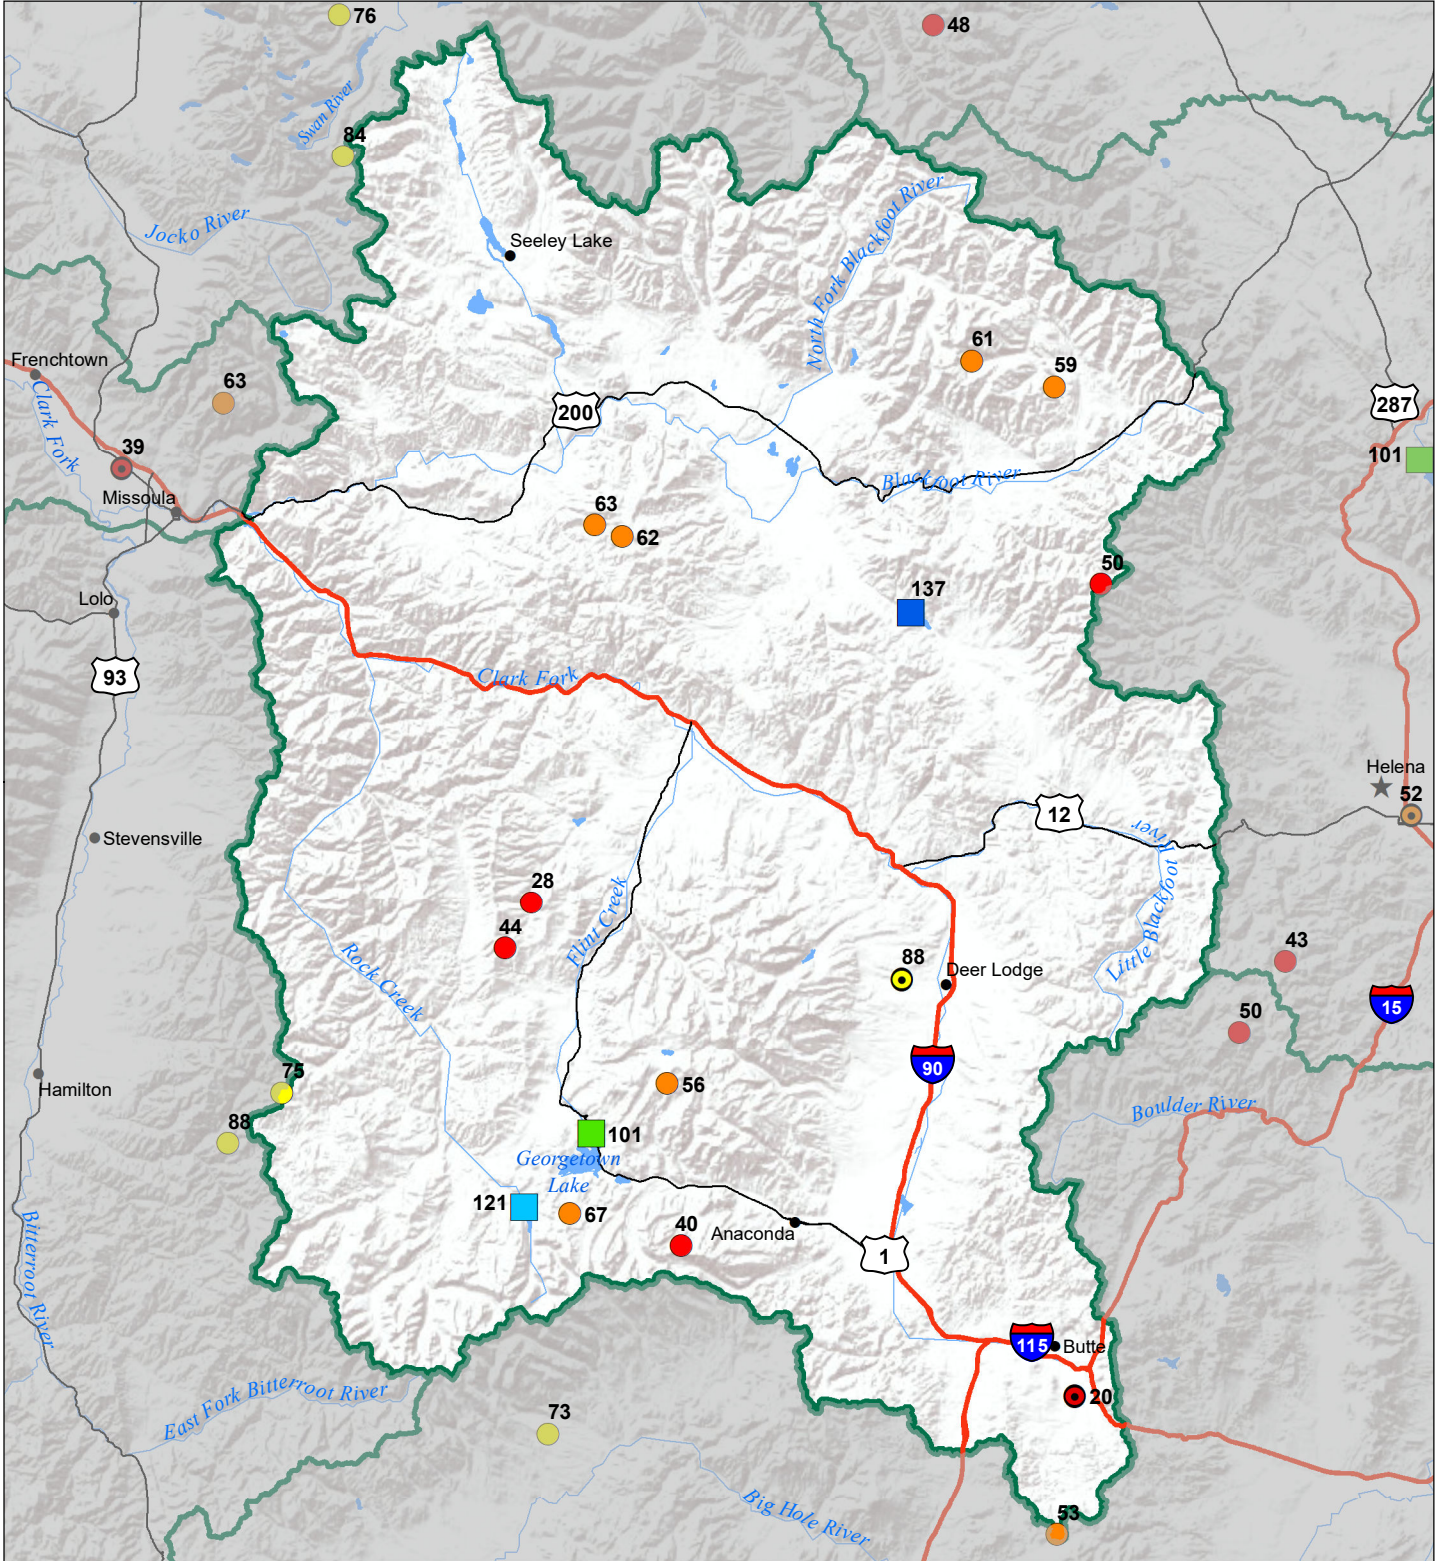 76
48
Swan River
84
Jocko River
North Fork Blackfoot River
Seeley Lake
61
59
Frenchtown
63
Clark Fork
200
287
39
101
Missoula
Blackfoot River
63
62
50
137
Lolo
93
Clark Fork
Helena
52
12
Stevensville
Little Blackfoot River
28
44
Flint Creek
88
Deer Lodge
43
Rock Creek
15
50
90
75
56
Hamilton
Boulder River
88
101
Georgetown
Lake
121
67
40
Anaconda
1
Bitterroot River
115
Butte
20
East Fork Bitterroot River
73
Big Hole River
53